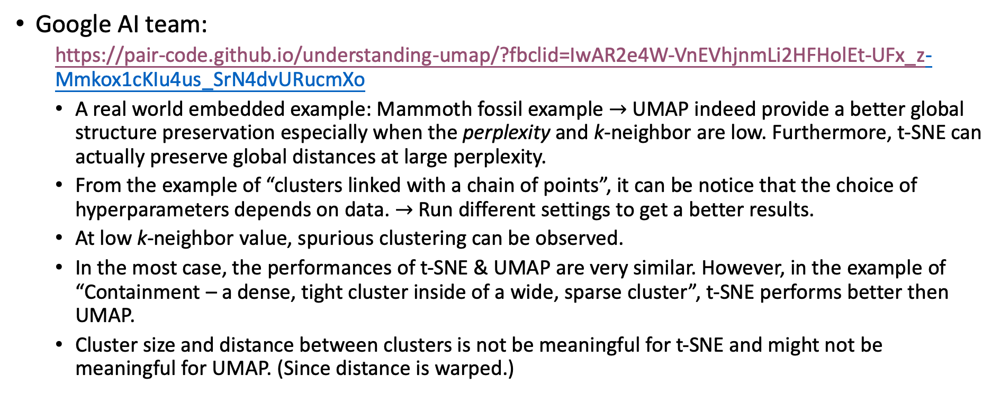 • Google AI team:
https://pair-code.github.io/understanding-umap/?fbclid=IwAR2e4W-VnEVhjnmLi2HFHolEt-UFx_z-
Mmkox1cKIu4us_SrN4dvURucmXo
• A real world embedded example: Mammoth fossil example → UMAP indeed provide a better global
structure preservation especially when the perplexity and k-neighbor are low. Furthermore, t-SNE can
actually preserve global distances at large perplexity.
• From the example of “clusters linked with a chain of points”, it can be notice that the choice of
hyperparameters depends on data. → Run different settings to get a better results.
• At low k-neighbor value, spurious clustering can be observed.
• In the most case, the performances of t-SNE & UMAP are very similar. However, in the example of
“Containment – a dense, tight cluster inside of a wide, sparse cluster”, t-SNE performs better then
UMAP.
• Cluster size and distance between clusters is not be meaningful for t-SNE and might not be
meaningful for UMAP. (Since distance is warped.)